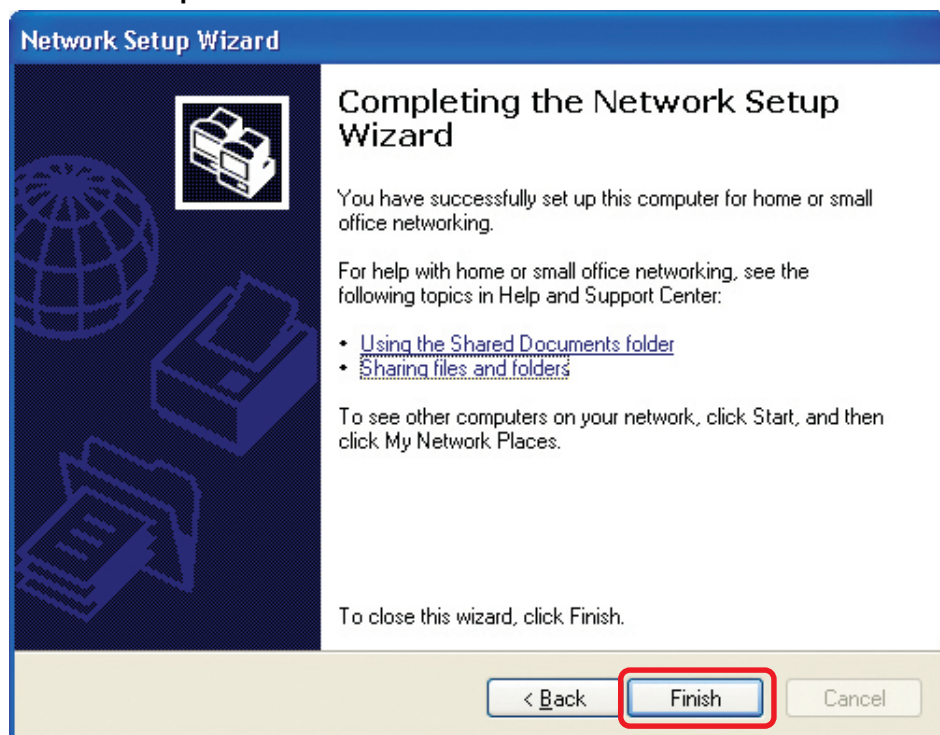 Network Setup Wizard
Completing the Network Setup
Wizard
You have successfully set up this computer for home or small
office networking.
For help with home or small office networking, see the
following topics in Help and Support Center:
• Using the Shared Documents folder
• Sharing files and folders
To see other computers on your network, click Start, and then
click My Network Places.
To close this wizard, click Finish.
< Back Finish Cancel